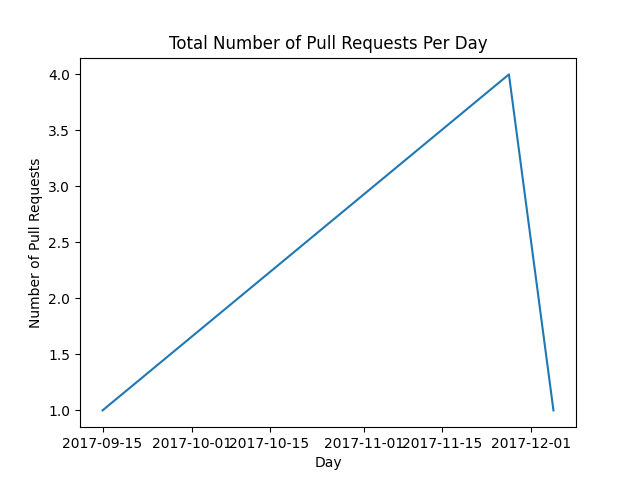 Total Number of Pull Requests Per Day
4.0
3.5
3.0
2.5
2.0
1.5
1.0
Number of Pull Requests
2017-09-15 2017-10-01 2017-10-15 2017-11-01 2017-11-15 2017-12-01
Day